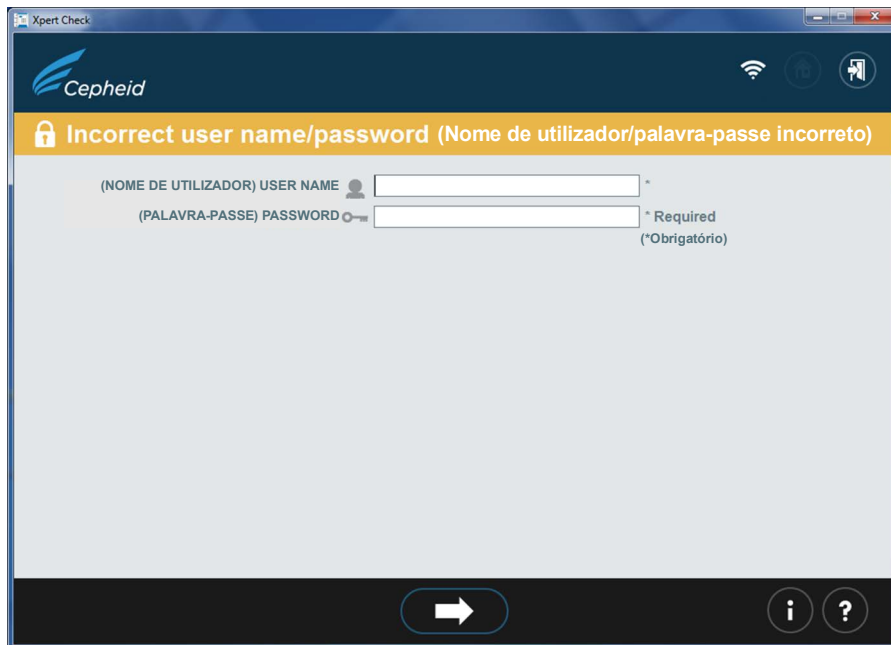 Xpert Check
Cepheid
Incorrect user name/password (Nome de utilizador/palavra-passe incorreto)
(NOME DE UTILIZADOR) USER NAME *
(PALAVRA-PASSE) PASSWORD * Required
(*Obrigatório)
i ?